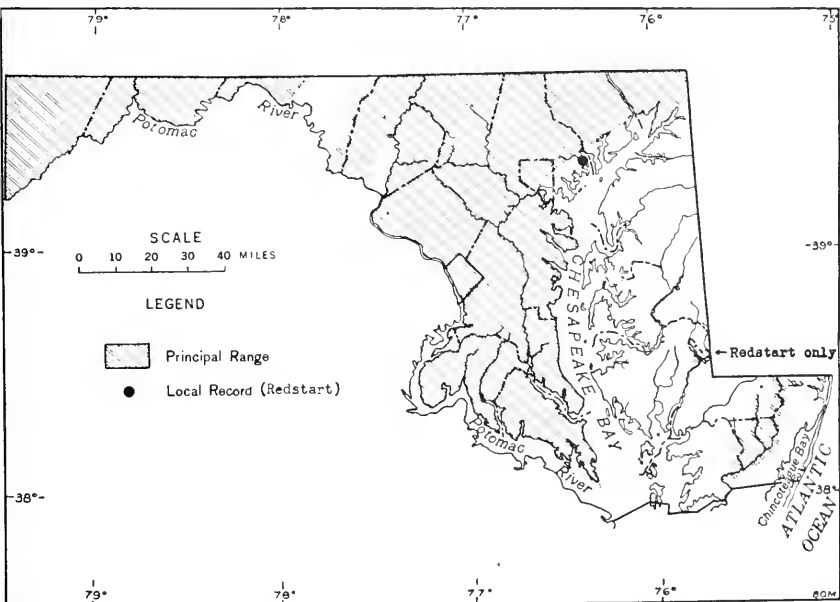 79° 78° 77° 76° 75°
Potomac River
39° 39°
SCALE
0 10 20 30 40 MILES
LEGEND
Principal Range
Local Record (Redstart)
CHESAPEAKE BAY
←Redstart only
Potomac River
38° 38°
Chincoteague Bay
ATLANTIC
OCEAN
79° 78° 77° 76°